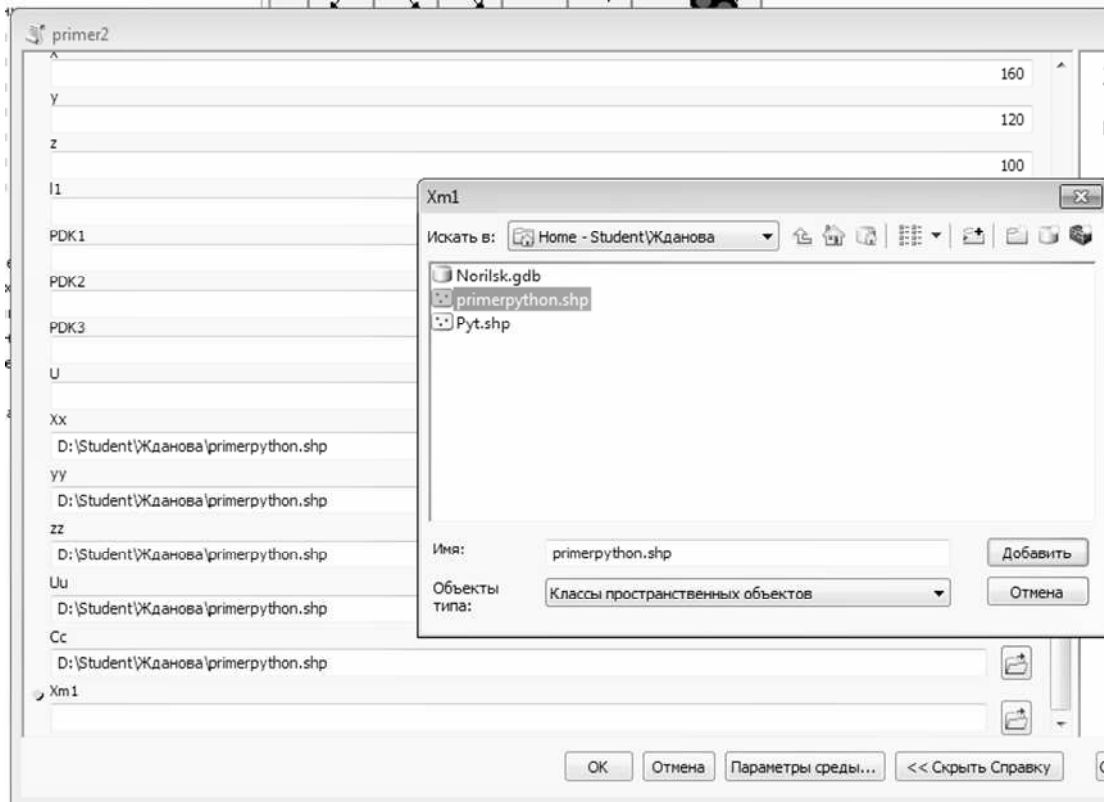 primer2
160
y
120
z
100
l1
PDK1
PDK2
PDK3
U
Xx
D:\Student\Жданова\primerpython.shp
yy
D:\Student\Жданова\primerpython.shp
zz
D:\Student\Жданова\primerpython.shp
Uu
D:\Student\Жданова\primerpython.shp
Cc
D:\Student\Жданова\primerpython.shp
Xm1
OK
Отмена
Параметры среды...
<< Скрыть Справку
Xm1
Искать в:
Home - Student\Жданова
Norilsk.gdb
primerpython.shp
Pyt.shp
Имя:
primerpython.shp
Добавить
Объекты
типа:
Классы пространственных объектов
Отмена